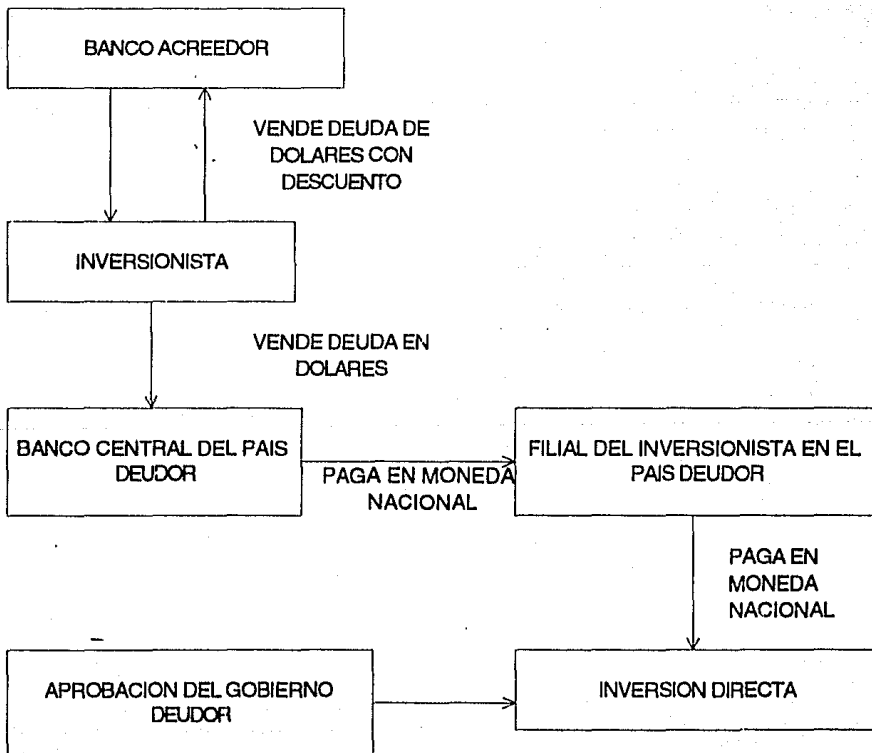 BANCO ACREEDOR
VENDE DEUDA DE
DOLARES CON
DESCUENTO
INVERSIONISTA
VENDE DEUDA EN
DOLARES
BANCO CENTRAL DEL PAIS
DEUDOR
PAGA EN MONEDA
NACIONAL
FILIAL DEL INVERSIONISTA EN EL
PAIS DEUDOR
PAGA EN
MONEDA
NACIONAL
APROBACION DEL GOBIERNO
DEUDOR
INVERSION DIRECTA